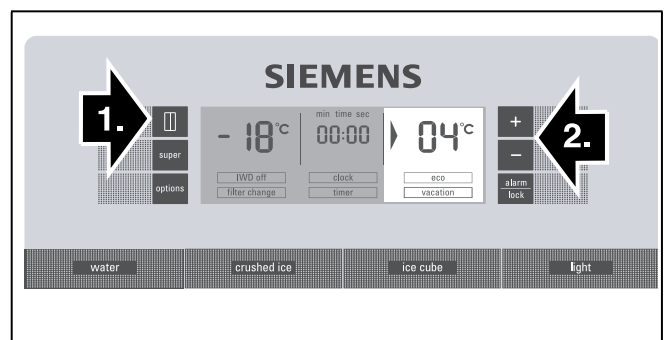 SIEMENS
1.
super
options
- 18°C
min time sec
00:00
04°C
IWD off
clock
eco
filter change
timer
vacation
+
-
alarm
lock
2.
water
crushed ice
ice cube
light